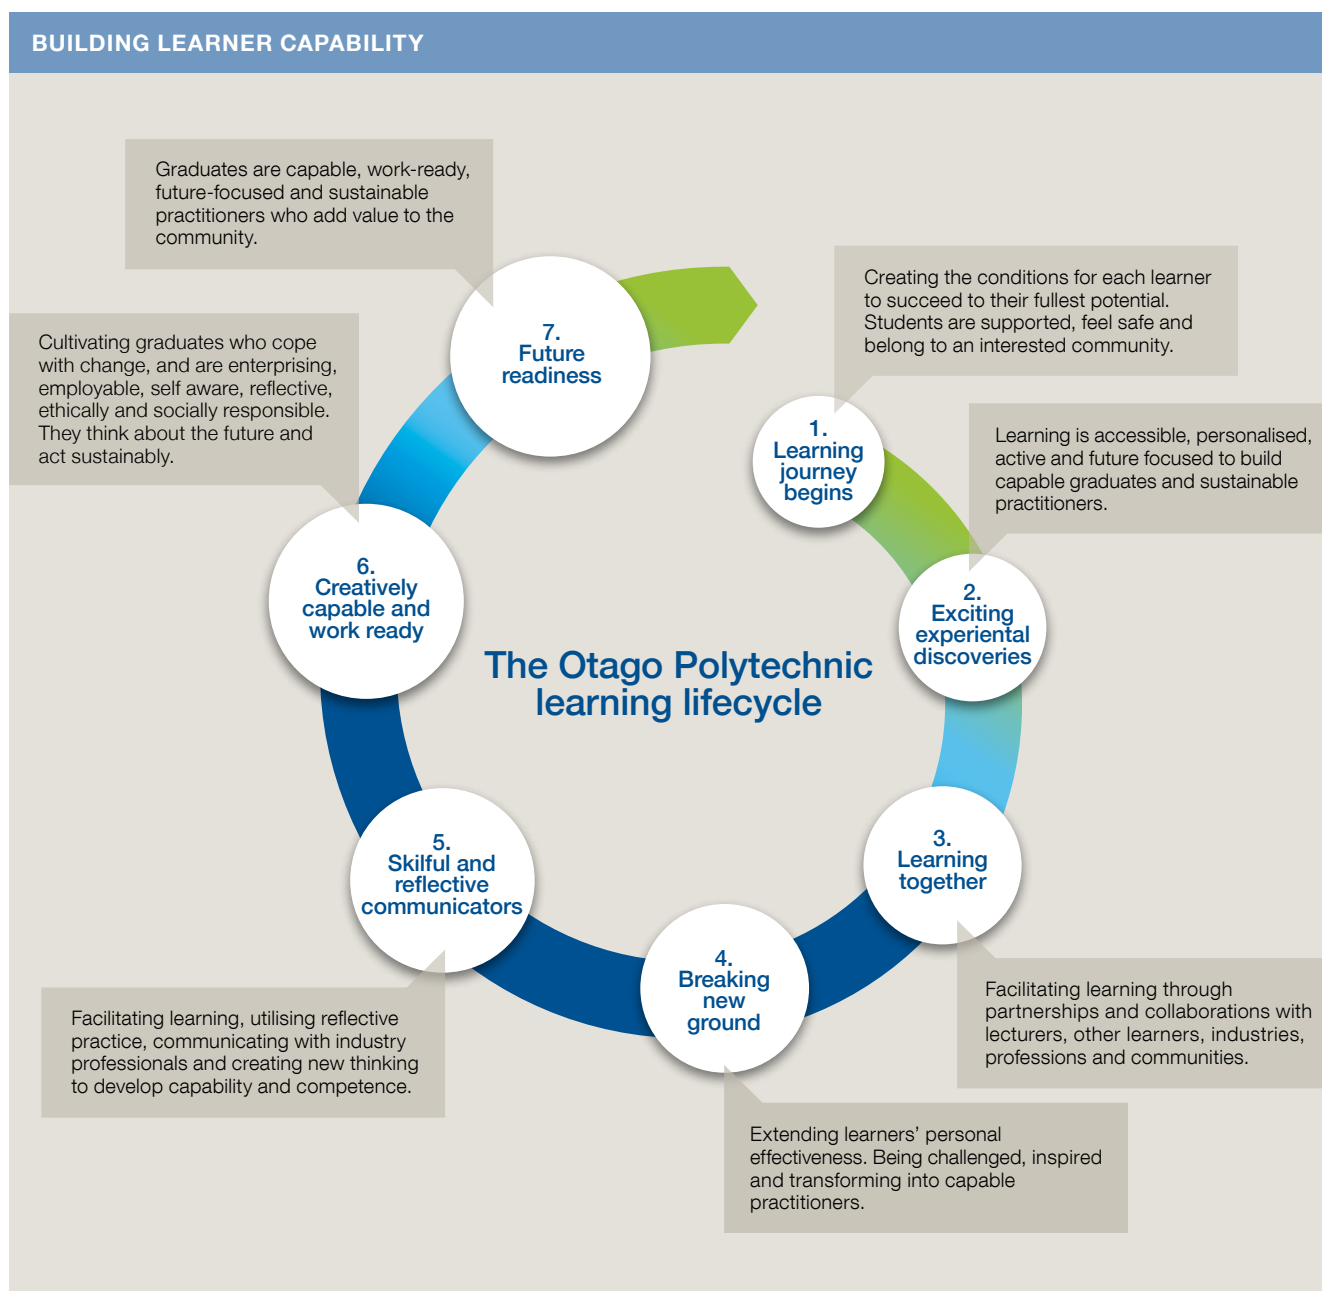 BUILDING LEARNER CAPABILITY
Graduates are capable, work-ready,
future-focused and sustainable
practitioners who add value to the
community.
7.
Future
readiness
Creating the conditions for each learner
to succeed to their fullest potential.
Students are supported, feel safe and
belong to an interested community.
1.
Learning
journey
begins
Cultivating graduates who cope
with change, and are enterprising,
employable, self aware, reflective,
ethically and socially responsible.
They think about the future and
act sustainably.
6.
Creatively
capable and
work ready
Learning is accessible, personalised,
active and future focused to build
capable graduates and sustainable
practitioners.
2.
Exciting
experiential
discoveries
The Otago Polytechnic
learning lifecycle
3.
Learning
together
Facilitating learning through
partnerships and collaborations with
lecturers, other learners, industries,
professions and communities.
5.
Skilful and
reflective
communicators
Facilitating learning, utilising reflective
practice, communicating with industry
professionals and creating new thinking
to develop capability and competence.
4.
Breaking
new
ground
Extending learners’ personal
effectiveness. Being challenged, inspired
and transforming into capable
practitioners.